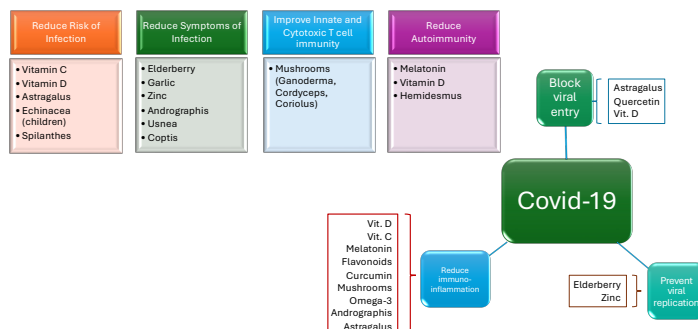 Reduce Risk of
Infection
• Vitamin C
• Vitamin D
• Astragalus
• Echinacea
(children)
• Spilanthes
Reduce Symptoms of
Infection
• Elderberry
• Garlic
• Zinc
• Andrographis
• Usnea
• Coptis
Improve Innate and
Cytotoxic T cell
immunity
• Mushrooms
(Ganoderma,
Cordyceps,
Coriolus)
Reduce
Autoimmunity
• Melatonin
• Vitamin D
• Hemidesmus
Block
viral
entry
Astragalus
Quercetin
Vit. D
Covid-19
Vit. D
Vit. C
Melatonin
Flavonoids
Curcumin
Mushrooms
Omega-3
Andrographis
Astragalus
Reduce
immuno-
inflammation
Elderberry
Zinc
Prevent
viral
replication